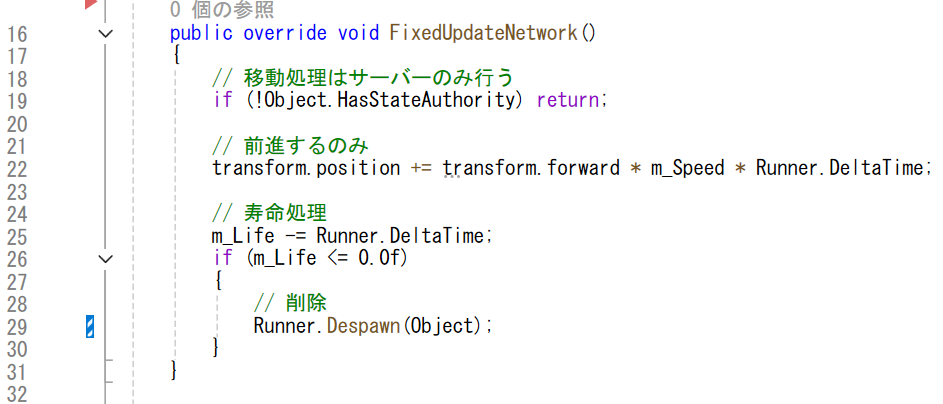 0 個の参照
16 public override void FixedUpdateNetwork()
17 {
18 // 移動処理はサーバーのみ行う
19 if (!Object.HasStateAuthority) return;
20
21 // 前進するのみ
22 transform.position += transform.forward * m_Speed * Runner.DeltaTime;
23
24 // 寿命処理
25 m_Life -= Runner.DeltaTime;
26 if (m_Life <= 0.0f)
27 {
28 // 削除
29 Runner.Despawn(Object);
30 }
31 }
32